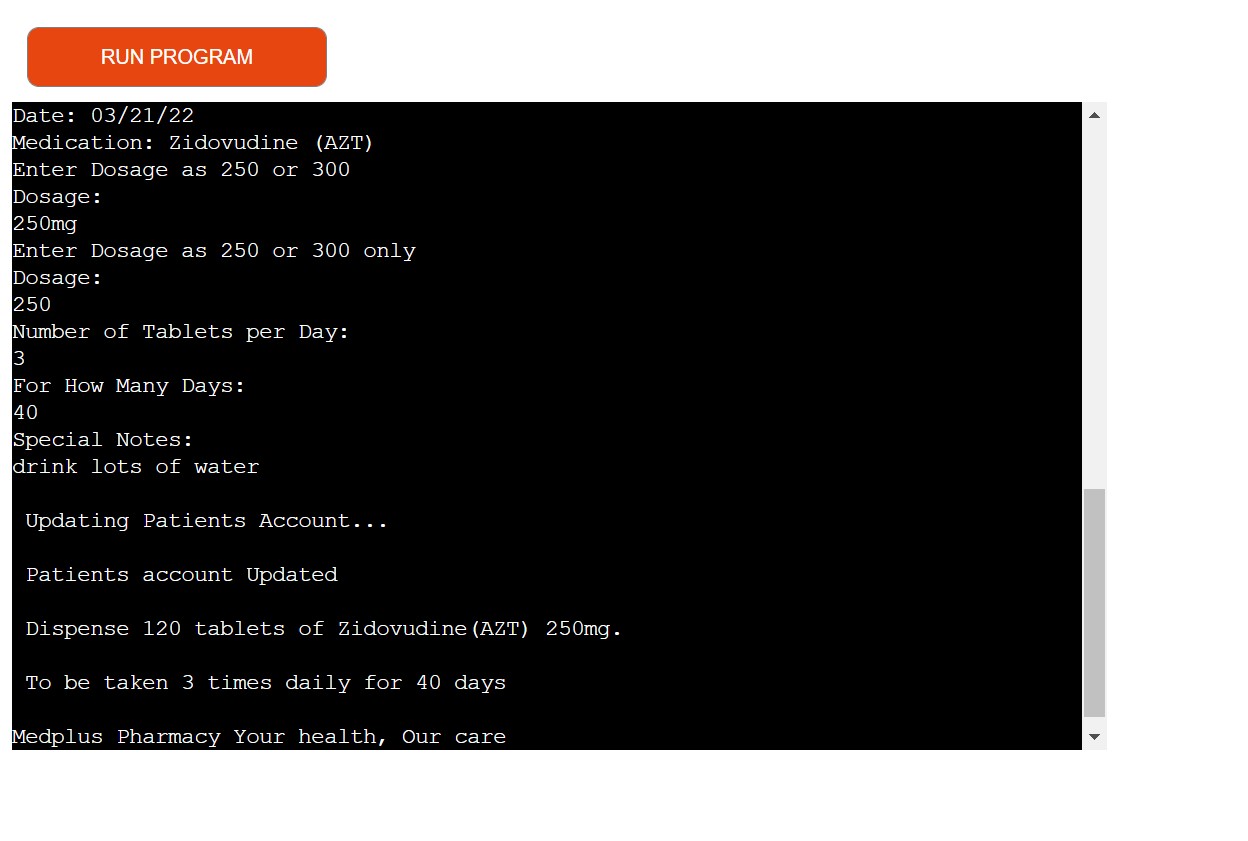 RUN PROGRAM
Date: 03/21/22
Medication: Zidovudine (AZT)
Enter Dosage as 250 or 300
Dosage:
250mg
Enter Dosage as 250 or 300 only
Dosage:
250
Number of Tablets per Day:
3
For How Many Days:
40
Special Notes:
drink lots of water
Updating Patients Account...
Patients account Updated
Dispense 120 tablets of Zidovudine(AZT) 250mg.
To be taken 3 times daily for 40 days
Medplus Pharmacy Your health, Our care